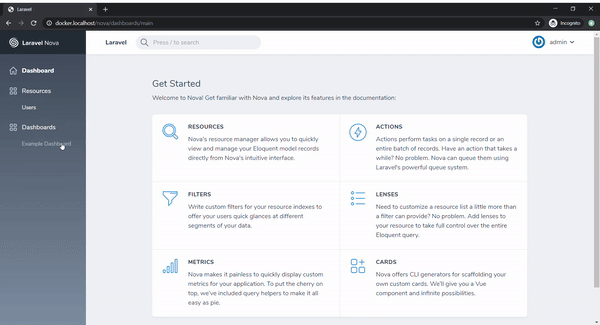 Laravel
docker.localhost/nova/dashboards/main
Incognito
Laravel Nova
Laravel
Press / to search
admin
Dashboard
Resources
Users
Dashboards
Example Dashboard
Get Started
Welcome to Nova! Get familiar with Nova and explore its features in the documentation:
RESOURCES
Nova's resource manager allows you to quickly
view and manage your Eloquent model records
directly from Nova's intuitive interface.
ACTIONS
Actions perform tasks on a single record or an
entire batch of records. Have an action that takes a
while? No problem. Nova can queue them using
Laravel's powerful queue system.
FILTERS
Write custom filters for your resource indexes to
offer your users quick glances at different
segments of your data.
LENSES
Need to customize a resource list a little more than
a filter can provide? No problem. Add lenses to
your resource to take full control over the entire
Eloquent query.
METRICS
Nova makes it painless to quickly display custom
metrics for your application. To put the cherry on
top, we've included query helpers to make it all
easy as pie.
CARDS
Nova offers CLI generators for scaffolding your
own custom cards. We'll give you a Vue
component and infinite possibilities.